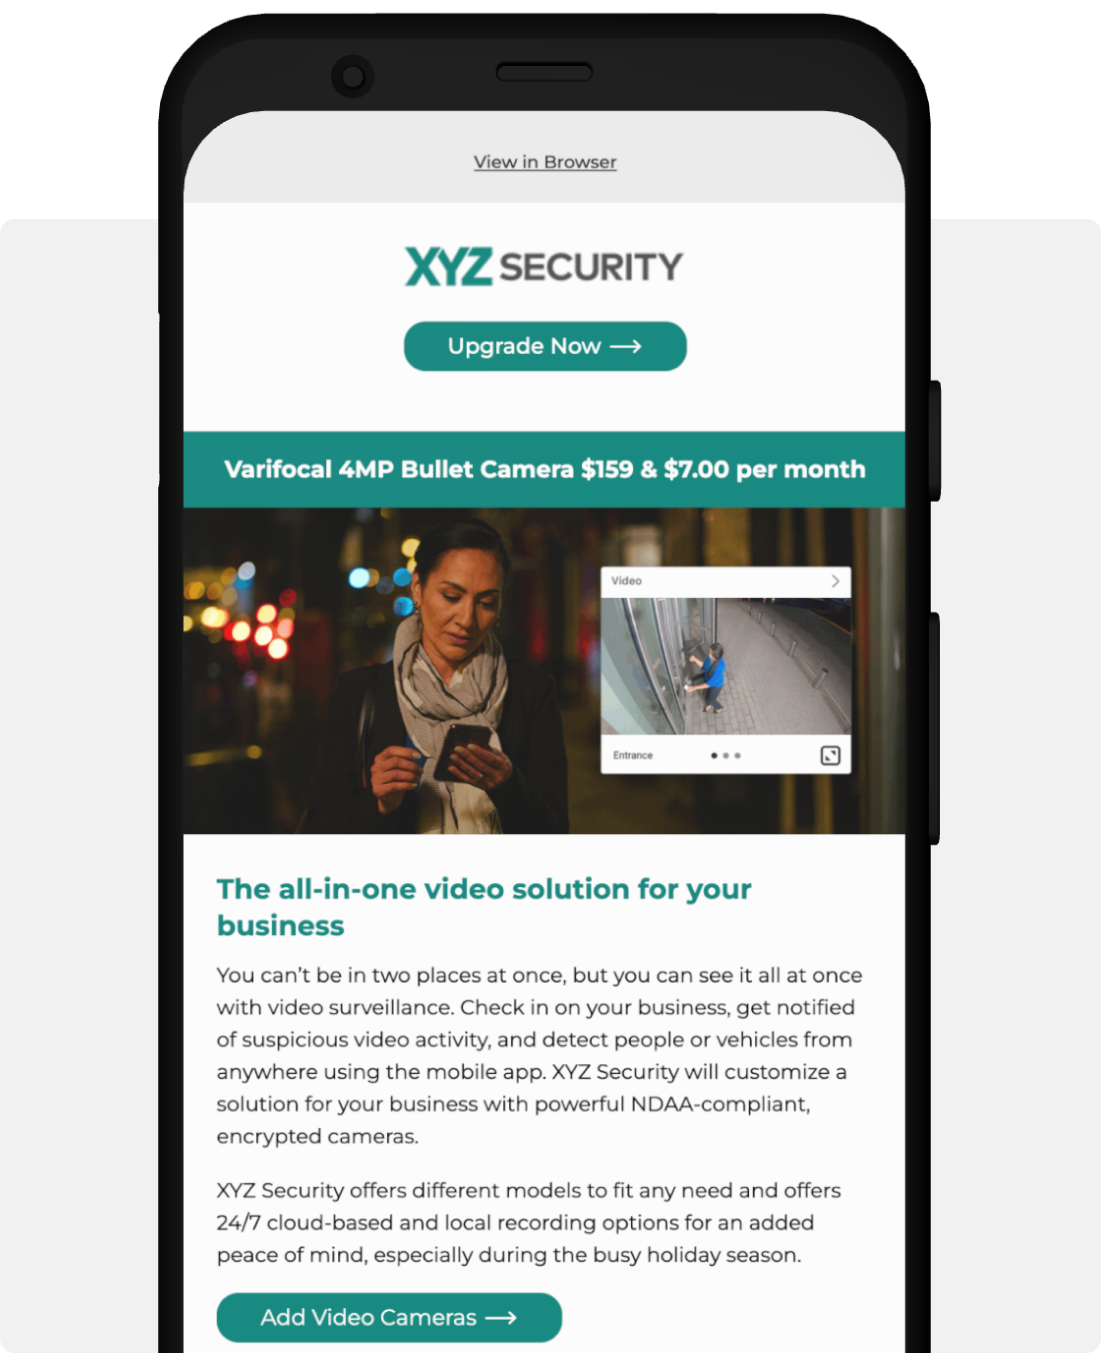 View in Browser
XYZ SECURITY
Upgrade Now →
Varifocal 4MP Bullet Camera $159 & $7.00 per month
Video
Entrance
The all-in-one video solution for your
business
You can’t be in two places at once, but you can see it all at once
with video surveillance. Check in on your business, get notified
of suspicious video activity, and detect people or vehicles from
anywhere using the mobile app. XYZ Security will customize a
solution for your business with powerful NDAA-compliant,
encrypted cameras.
XYZ Security offers different models to fit any need and offers
24/7 cloud-based and local recording options for an added
peace of mind, especially during the busy holiday season.
Add Video Cameras →